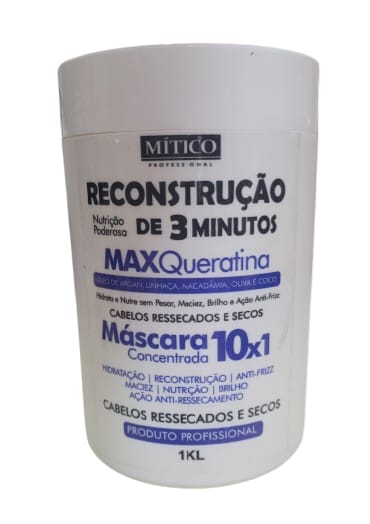 MÍTICO
PROFESSIONAL
RECONSTRUÇÃO
Nutrição Poderosa DE 3 MINUTOS
MAXQueratina
ÓLEO DE ARGAN, LINHAÇA, MACADÂMIA, OLIVA E COCO
Hidrata e Nutre sem Pesar, Maciez, Brilho e Ação Anti-Frizz
CABELOS RESSECADOS E SECOS
Máscara 10x1
Concentrada
HIDRATAÇÃO | RECONSTRUÇÃO | ANTI-FRIZZ
MACIEZ | NUTRIÇÃO | BRILHO
AÇÃO ANTI-RESSECAMENTO
CABELOS RESSECADOS E SECOS
PRODUTO PROFISSIONAL
1KL